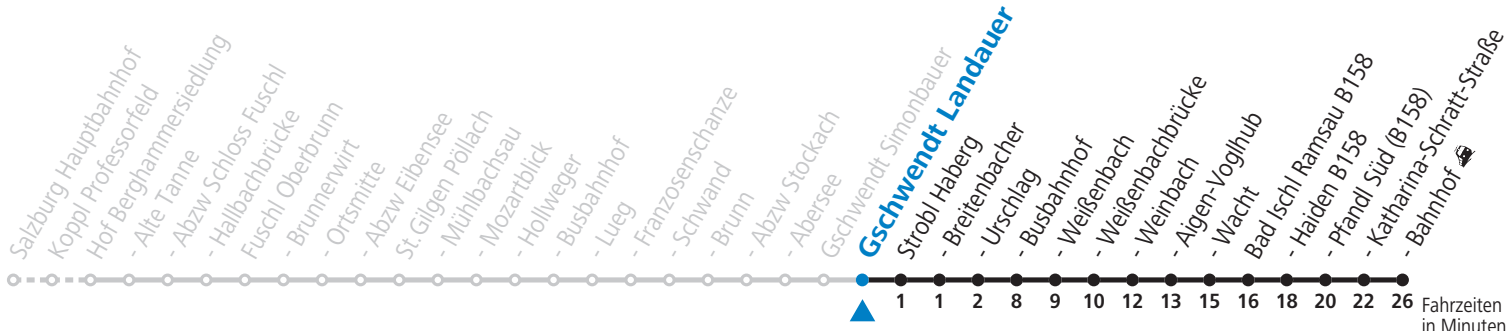 Salzburg Hauptbahnhof
Koppl Professorfeld
Hof Berghammersiedlung
- Alte Tanne
- Abzw Schloss Fuschl
- Hallbachbrücke
Fuschl Oberbrunn
- Brunnerwirt
- Ortsmitte
- Abzw Eibensee
St. Gilgen Pöllach
- Mühlbachsau
- Mozartblick
- Hollweger
- Busbahnhof
- Lueg
- Franzosenschanze
- Schwand
- Brunn
- Abzw Stockach
- Abersee
Gschwendt Simonbauer
Gschwendt Landauer
Strobl Haberg
- Breitenbacher
- Urschlag
- Busbahnhof
- Weißenbach
- Weißenbachbrücke
- Weinbach
- Aigen-Voglhub
- Wacht
Bad Ischl Ramsau B158
- Haiden B158
- Pfandl Süd (B158)
- Katharina-Schratt-Straße
- Bahnhof
1 1 2 8 9 10 12 13 15 16 18 20 22 26 Fahrzeiten
in Minuten